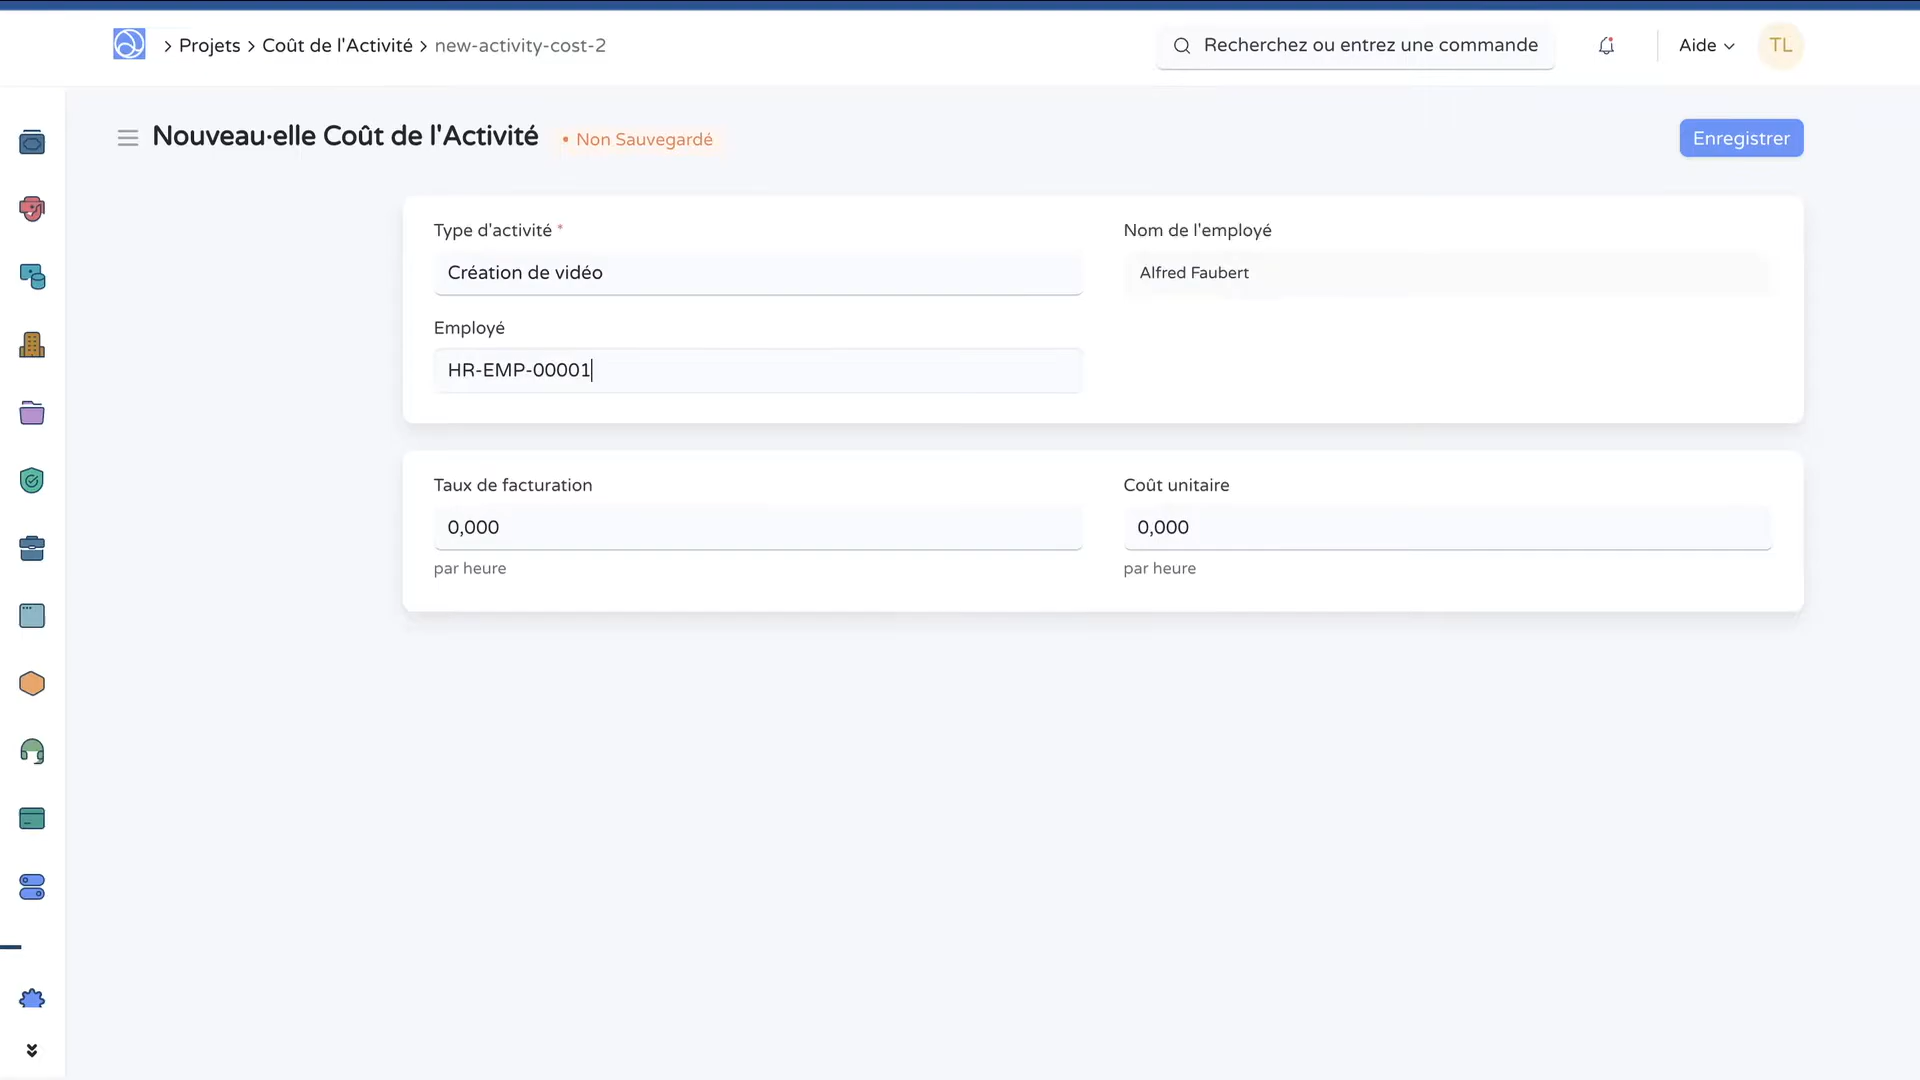 Projets
Coût de l'Activité
new-activity-cost-2
Recherchez ou entrez une commande
Aide
TL
Nouveau·elle Coût de l'Activité
• Non Sauvegardé
Enregistrer
Type d'activité *
Nom de l'employé
Création de vidéo
Alfred Faubert
Employé
HR-EMP-00001
Taux de facturation
Coût unitaire
0,000
0,000
par heure
par heure